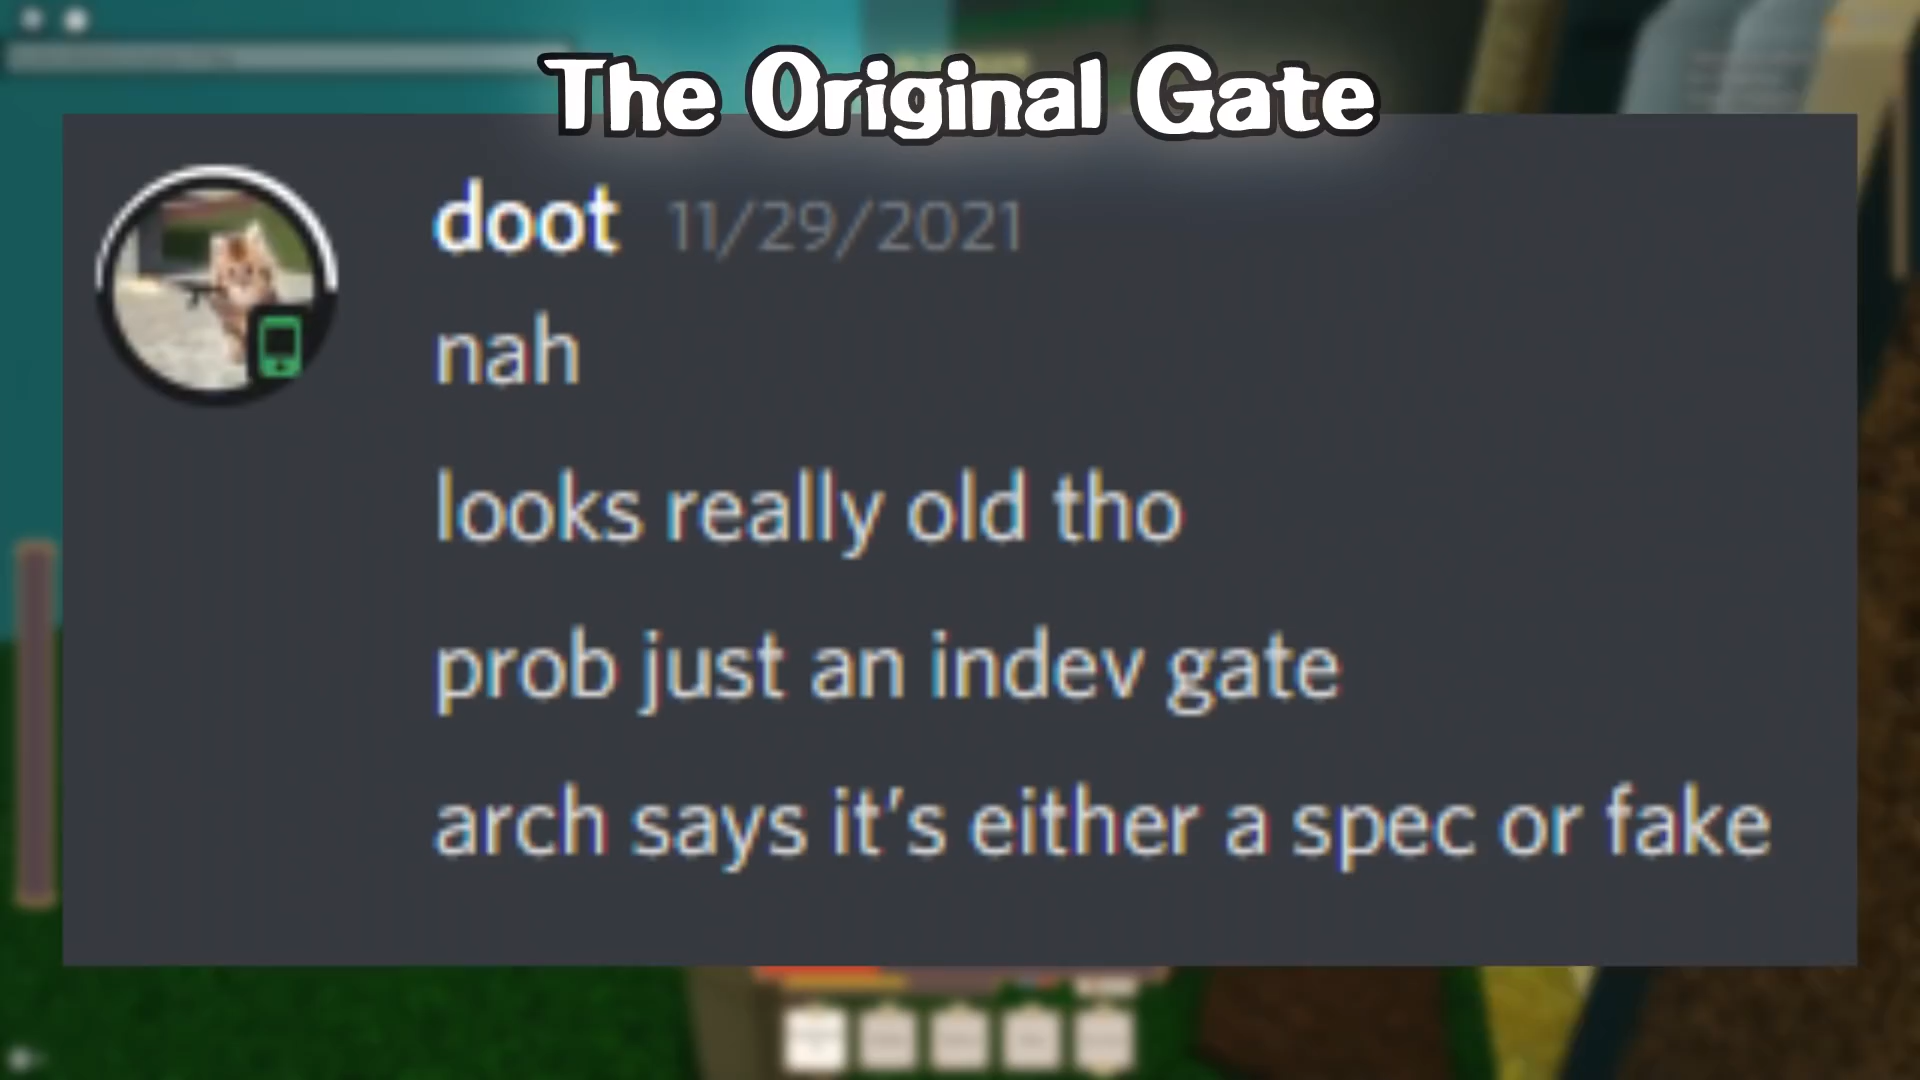 The Original Gate
doot 11/29/2021
nah
looks really old tho
prob just an indev gate
arch says it's either a spec or fake